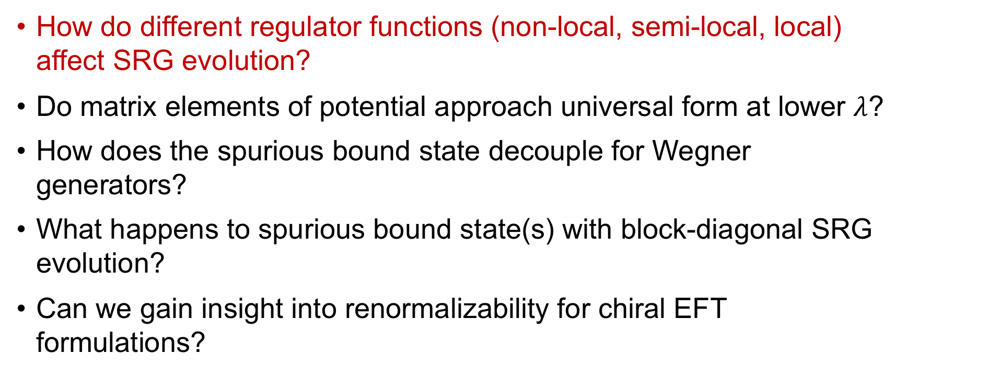 • How do different regulator functions (non-local, semi-local, local)
affect SRG evolution?
• Do matrix elements of potential approach universal form at lower 𝜆?
• How does the spurious bound state decouple for Wegner
generators?
• What happens to spurious bound state(s) with block-diagonal SRG
evolution?
• Can we gain insight into renormalizability for chiral EFT
formulations?